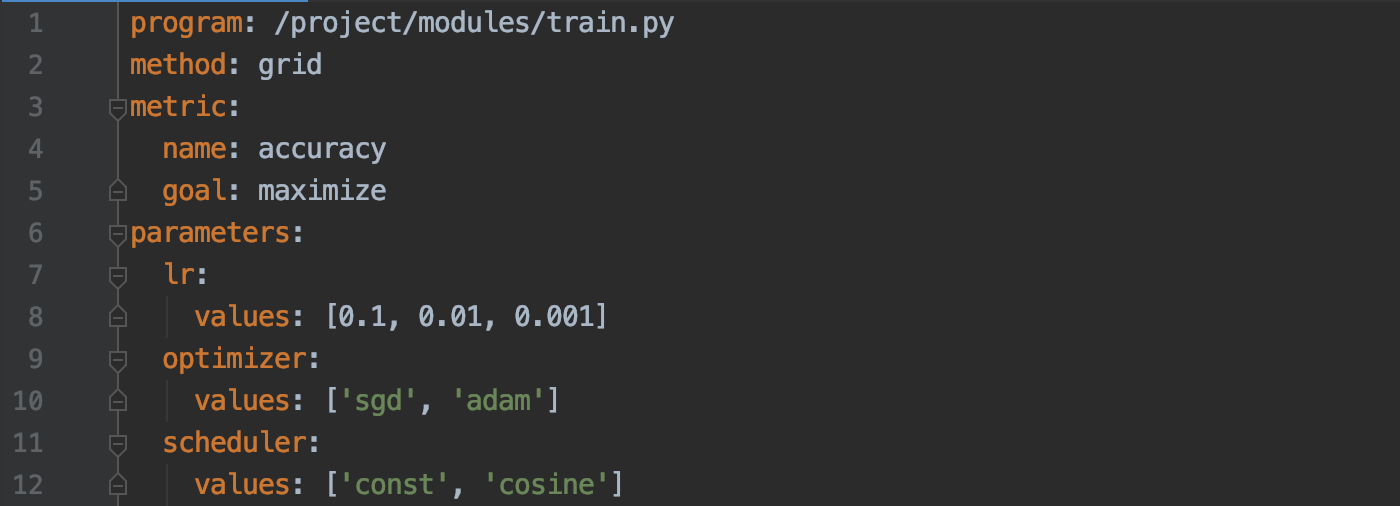 1 program: /project/modules/train.py
2 method: grid
3 metric:
4   name: accuracy
5   goal: maximize
6 parameters:
7   lr:
8     values: [0.1, 0.01, 0.001]
9   optimizer:
10     values: ['sgd', 'adam']
11   scheduler:
12     values: ['const', 'cosine']